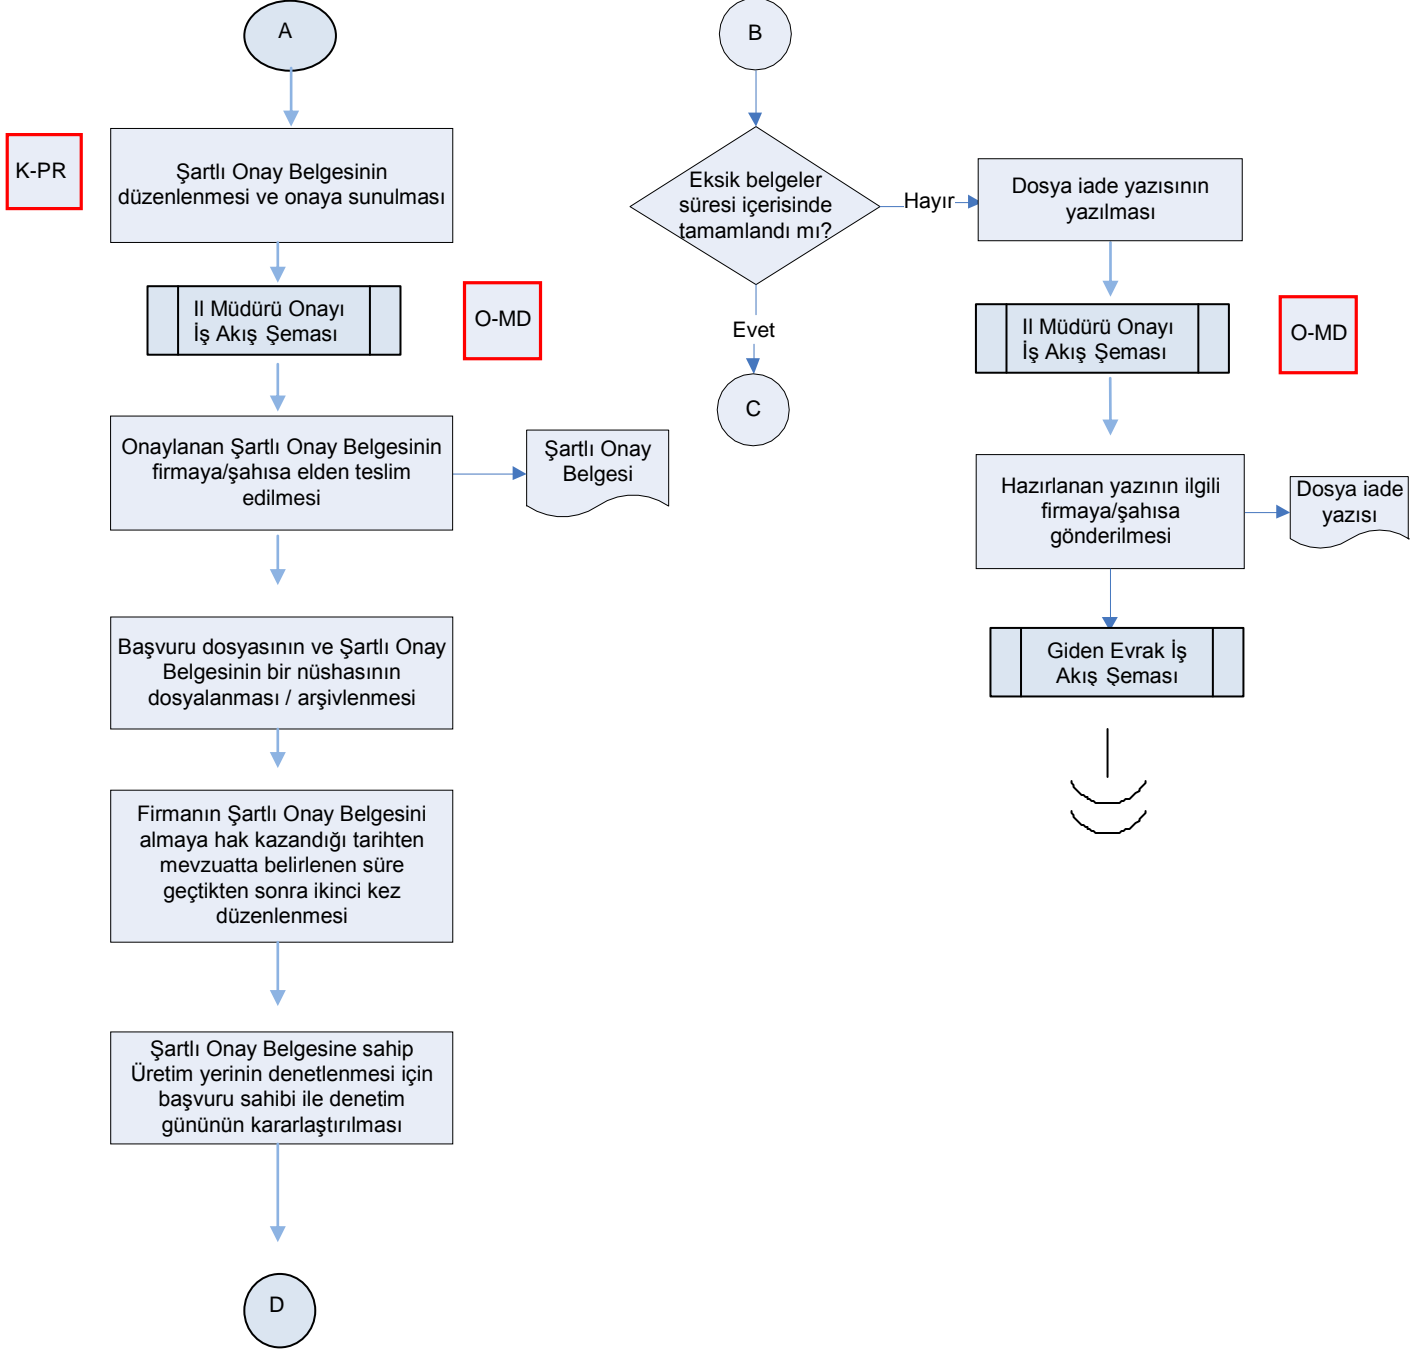 A
K-PR
Şartlı Onay Belgesinin
düzenlenmesi ve onaya sunulması
II Müdürü Onayı
İş Akış Şeması
O-MD
Onaylanan Şartlı Onay Belgesinin
firmaya/şahısa elden teslim
edilmesi
Şartlı Onay
Belgesi
Başvuru dosyasının ve Şartlı Onay
Belgesinin bir nüshasının
dosyalanması / arşivlenmesi
Firmanın Şartlı Onay Belgesini
almaya hak kazandığı tarihten
mevzuatta belirlenen süre
geçtikten sonra ikinci kez
düzenlenmesi
Şartlı Onay Belgesine sahip
Üretim yerinin denetlenmesi için
başvuru sahibi ile denetim
gününün kararlaştırılması
D
B
Eksik belgeler
süresi içerisinde
tamamlandı mı?
Hayır
Evet
C
Dosya iade yazısının
yazılması
II Müdürü Onayı
İş Akış Şeması
O-MD
Hazırlanan yazının ilgili
firmaya/şahısa
gönderilmesi
Dosya iade
yazısı
Giden Evrak İş
Akış Şeması